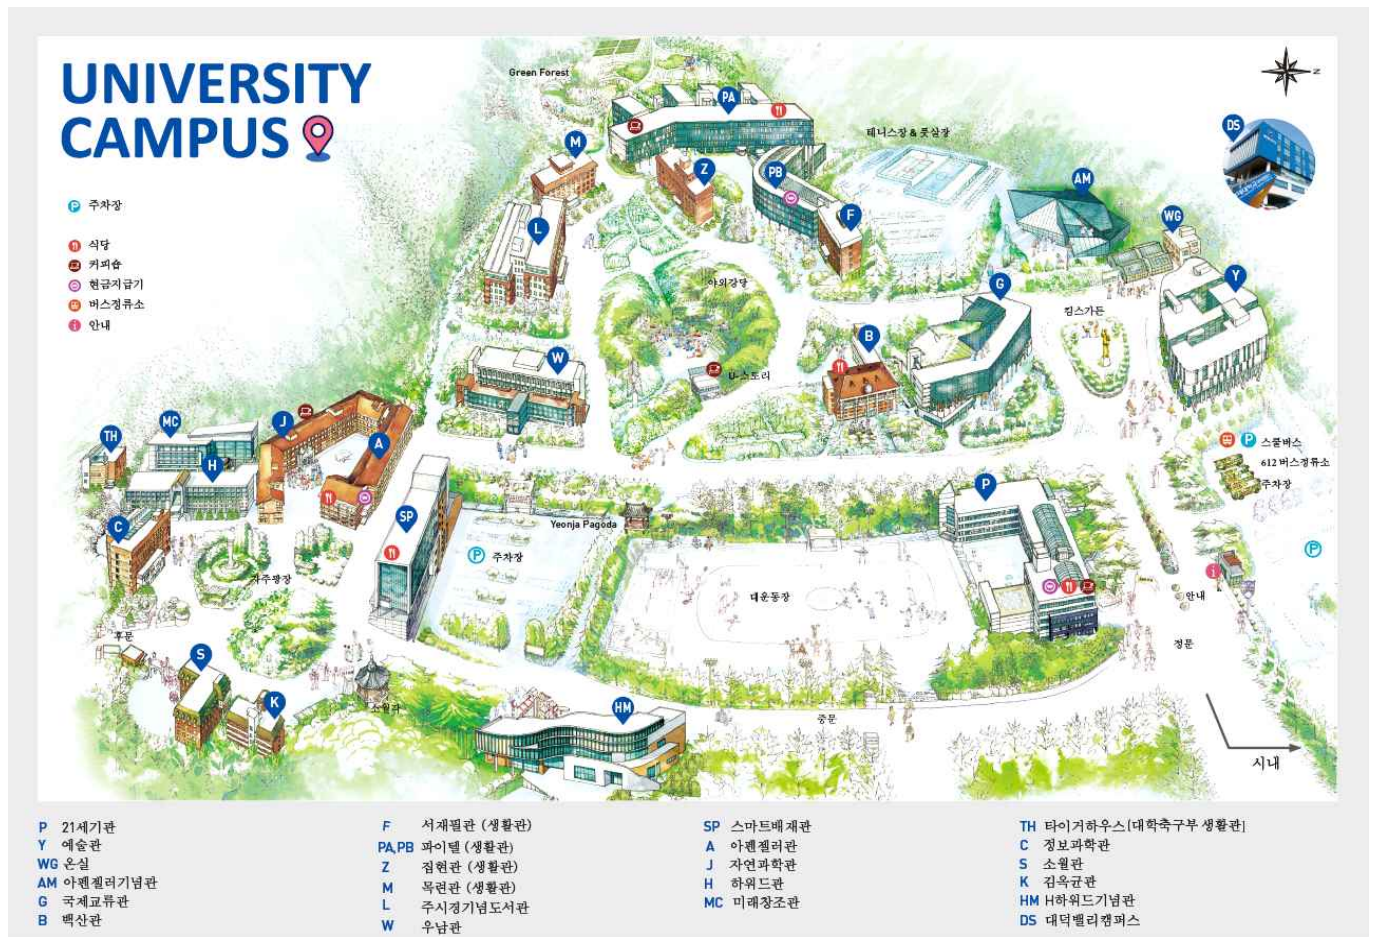 UNIVERSITY
CAMPUS
P 주차장
식당
커피숍
현금지급기
버스정류소
i 안내
Green Forest
N
DS
PA
M
Z
PB
테니스장 & 풋살장
AM
F
WG
L
Y
야외강당
G
킴스가든
B
W
U-스토리
J
MC
TH
A
H
P 스쿨버스
612 버스정류소
주차장
P
SP
C
Yeonja Pagoda
P 주차장
P
자주광장
대운동장
i
안내
후문
정문
S
K
소월각
HM
중문
시내
P 21세기관
Y 예술관
WG 온실
AM 아펜젤러기념관
G 국제교류관
B 백산관
F 서재필관 (생활관)
PA,PB 파이텔 (생활관)
Z 집현관 (생활관)
M 목련관 (생활관)
L 주시경기념도서관
W 우남관
SP 스마트배재관
A 아펜젤러관
J 자연과학관
H 하워드관
MC 미래창조관
TH 타이거하우스[대학축구부 생활관]
C 정보과학관
S 소월관
K 김옥균관
HM H하워드기념관
DS 대덕밸리캠퍼스